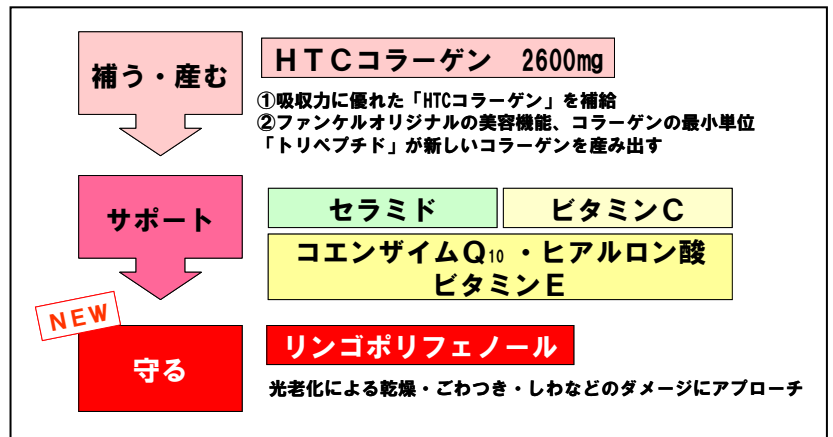 補う・産む
HTCコラーゲン 2600mg
①吸収力に優れた「HTCコラーゲン」を補給
②ファンケルオリジナルの美容機能、コラーゲンの最小単位
「トリペプチド」が新しいコラーゲンを産み出す
サポート
セラミド
ビタミンC
コエンザイムQ10・ヒアルロン酸
ビタミンE
NEW
守る
リンゴポリフェノール
光老化による乾燥・ごわつき・しわなどのダメージにアプローチ